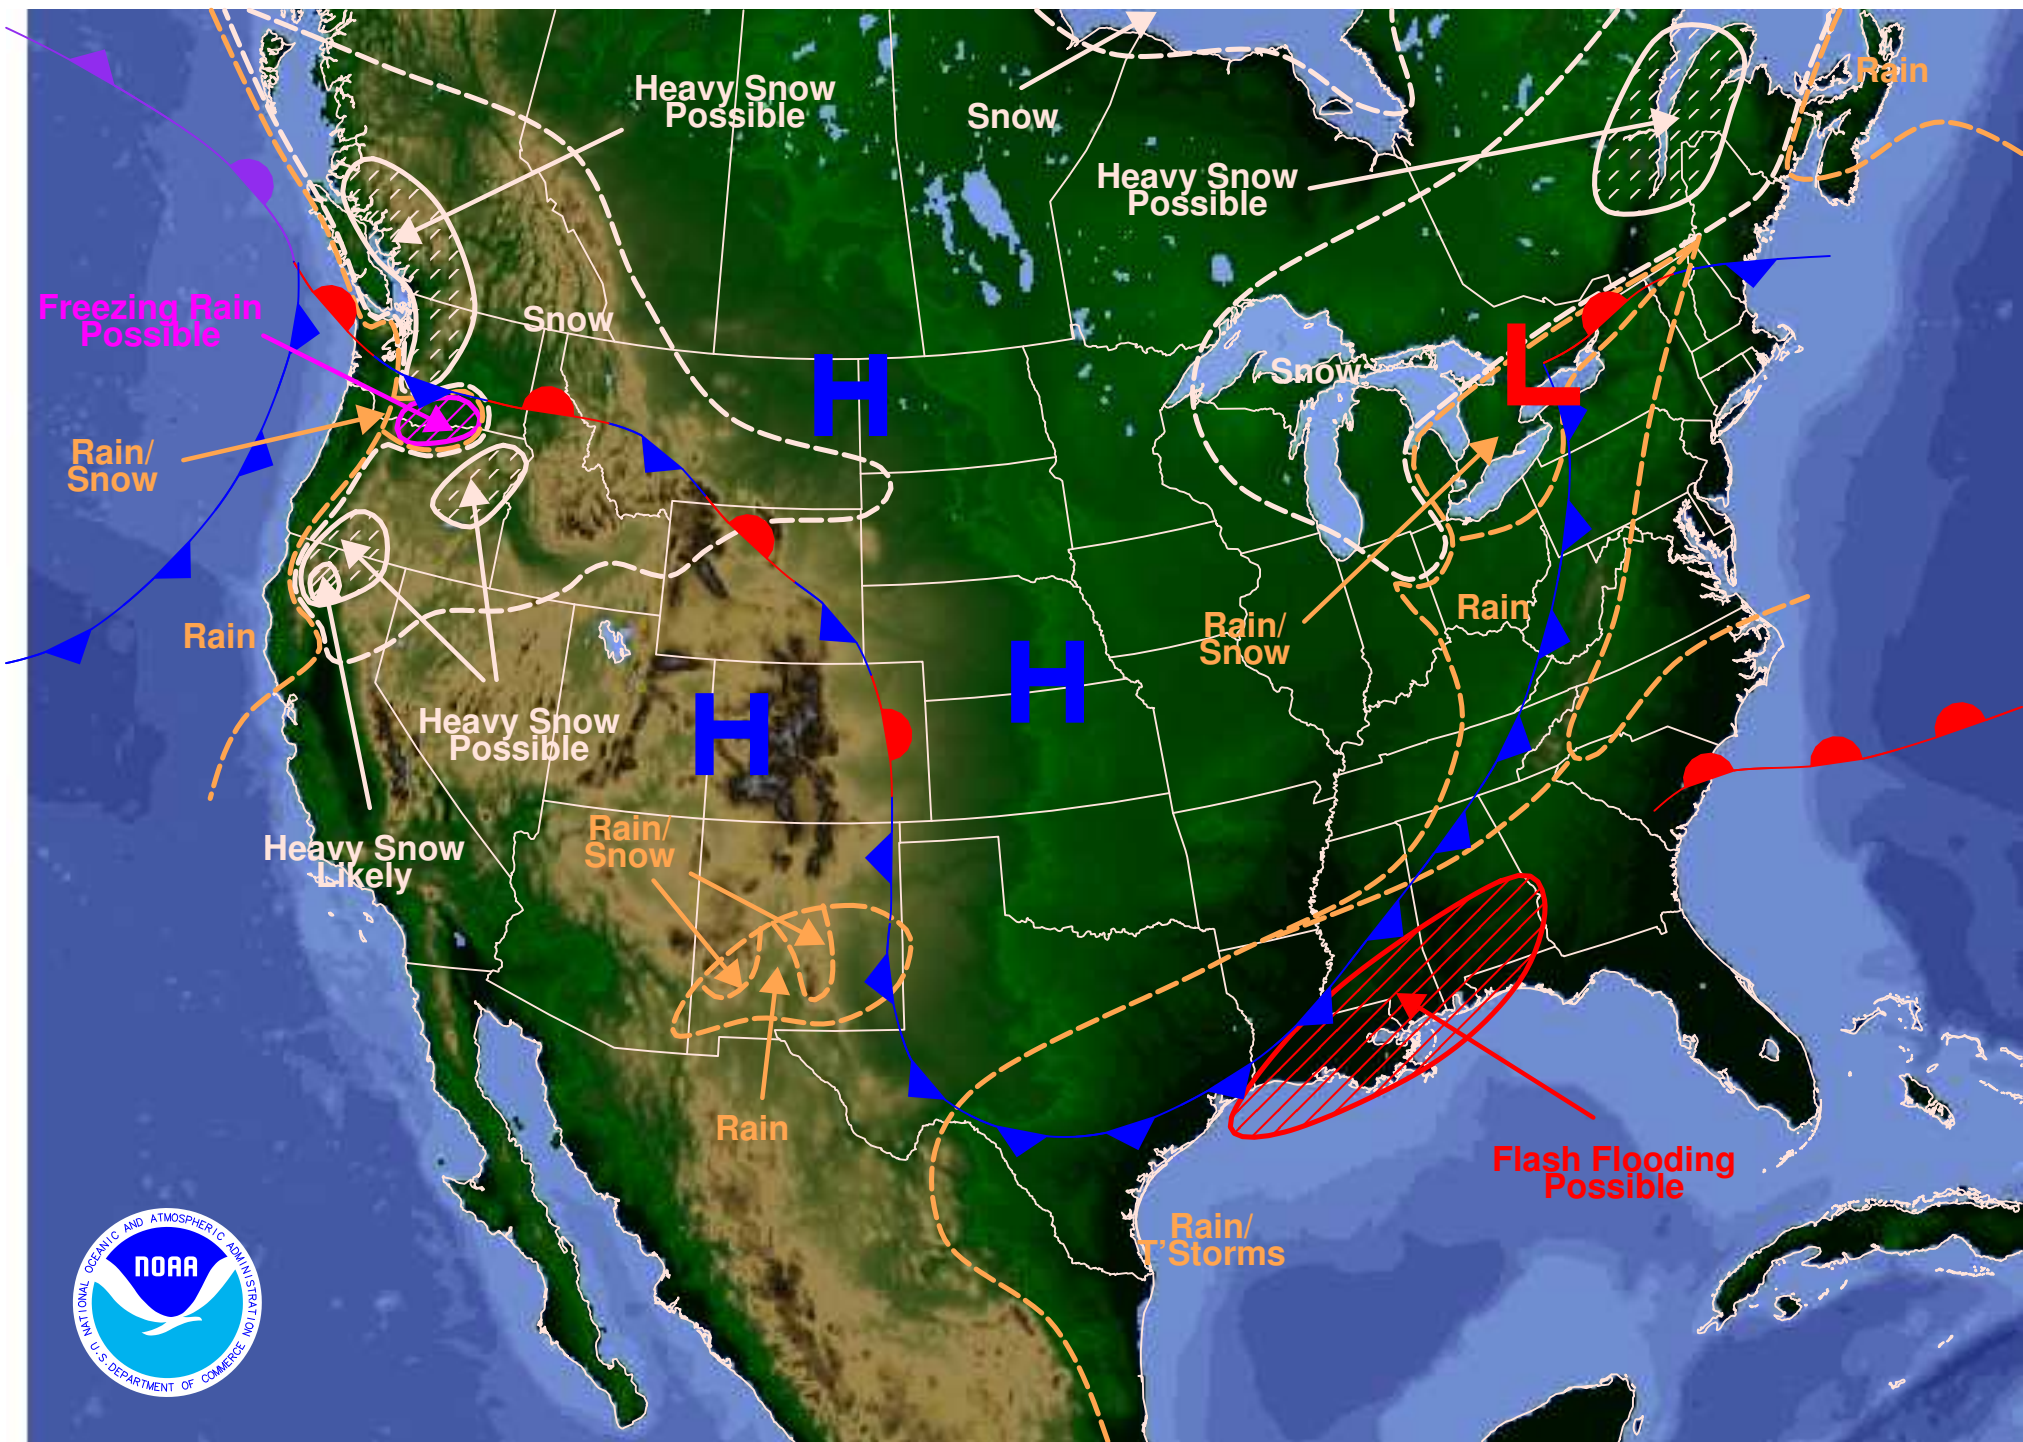 Heavy Snow
Possible
Snow
Rain
Heavy Snow
Possible
Freezing Rain
Possible
Snow
H
L
Snow
Rain/
Snow
Rain
Rain/
Snow
Rain
H
H
Heavy Snow
Possible
Rain/
Snow
Heavy Snow
Likely
Rain
Flash Flooding
Possible
Rain/
T'Storms
NATIONAL OCEANIC AND ATMOSPHERIC ADMINISTRATION
NOAA
U.S. DEPARTMENT OF COMMERCE